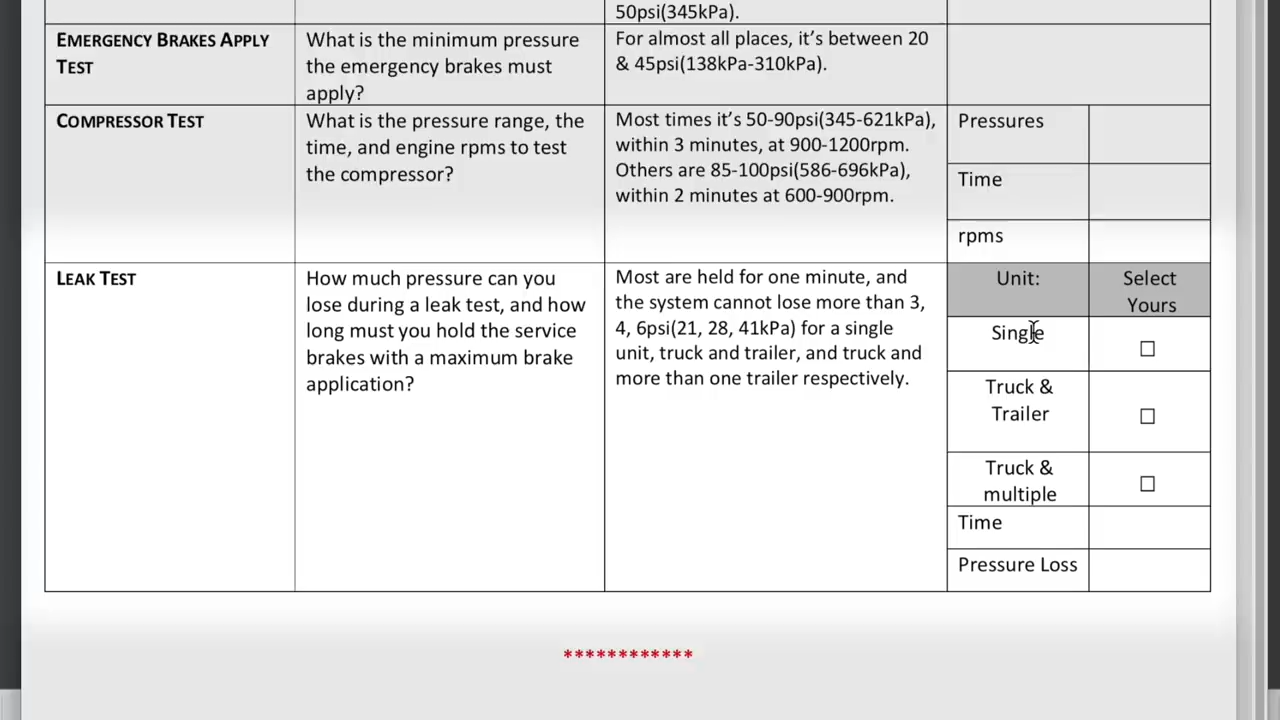 50psi(345kPa).
EMERGENCY BRAKES APPLY
TEST
What is the minimum pressure
the emergency brakes must
apply?
For almost all places, it's between 20
& 45psi(138kPa-310kPa).
COMPRESSOR TEST
What is the pressure range, the
time, and engine rpms to test
the compressor?
Most times it's 50-90psi(345-621kPa),
within 3 minutes, at 900-1200rpm.
Others are 85-100psi(586-696kPa),
within 2 minutes at 600-900rpm.
Pressures
Time
rpms
LEAK TEST
How much pressure can you
lose during a leak test, and how
long must you hold the service
brakes with a maximum brake
application?
Most are held for one minute, and
the system cannot lose more than 3,
4, 6psi(21, 28, 41kPa) for a single
unit, truck and trailer, and truck and
more than one trailer respectively.
Unit:
Select
Yours
Single
☐
Truck &
Trailer
☐
Truck &
multiple
☐
Time
Pressure Loss
************